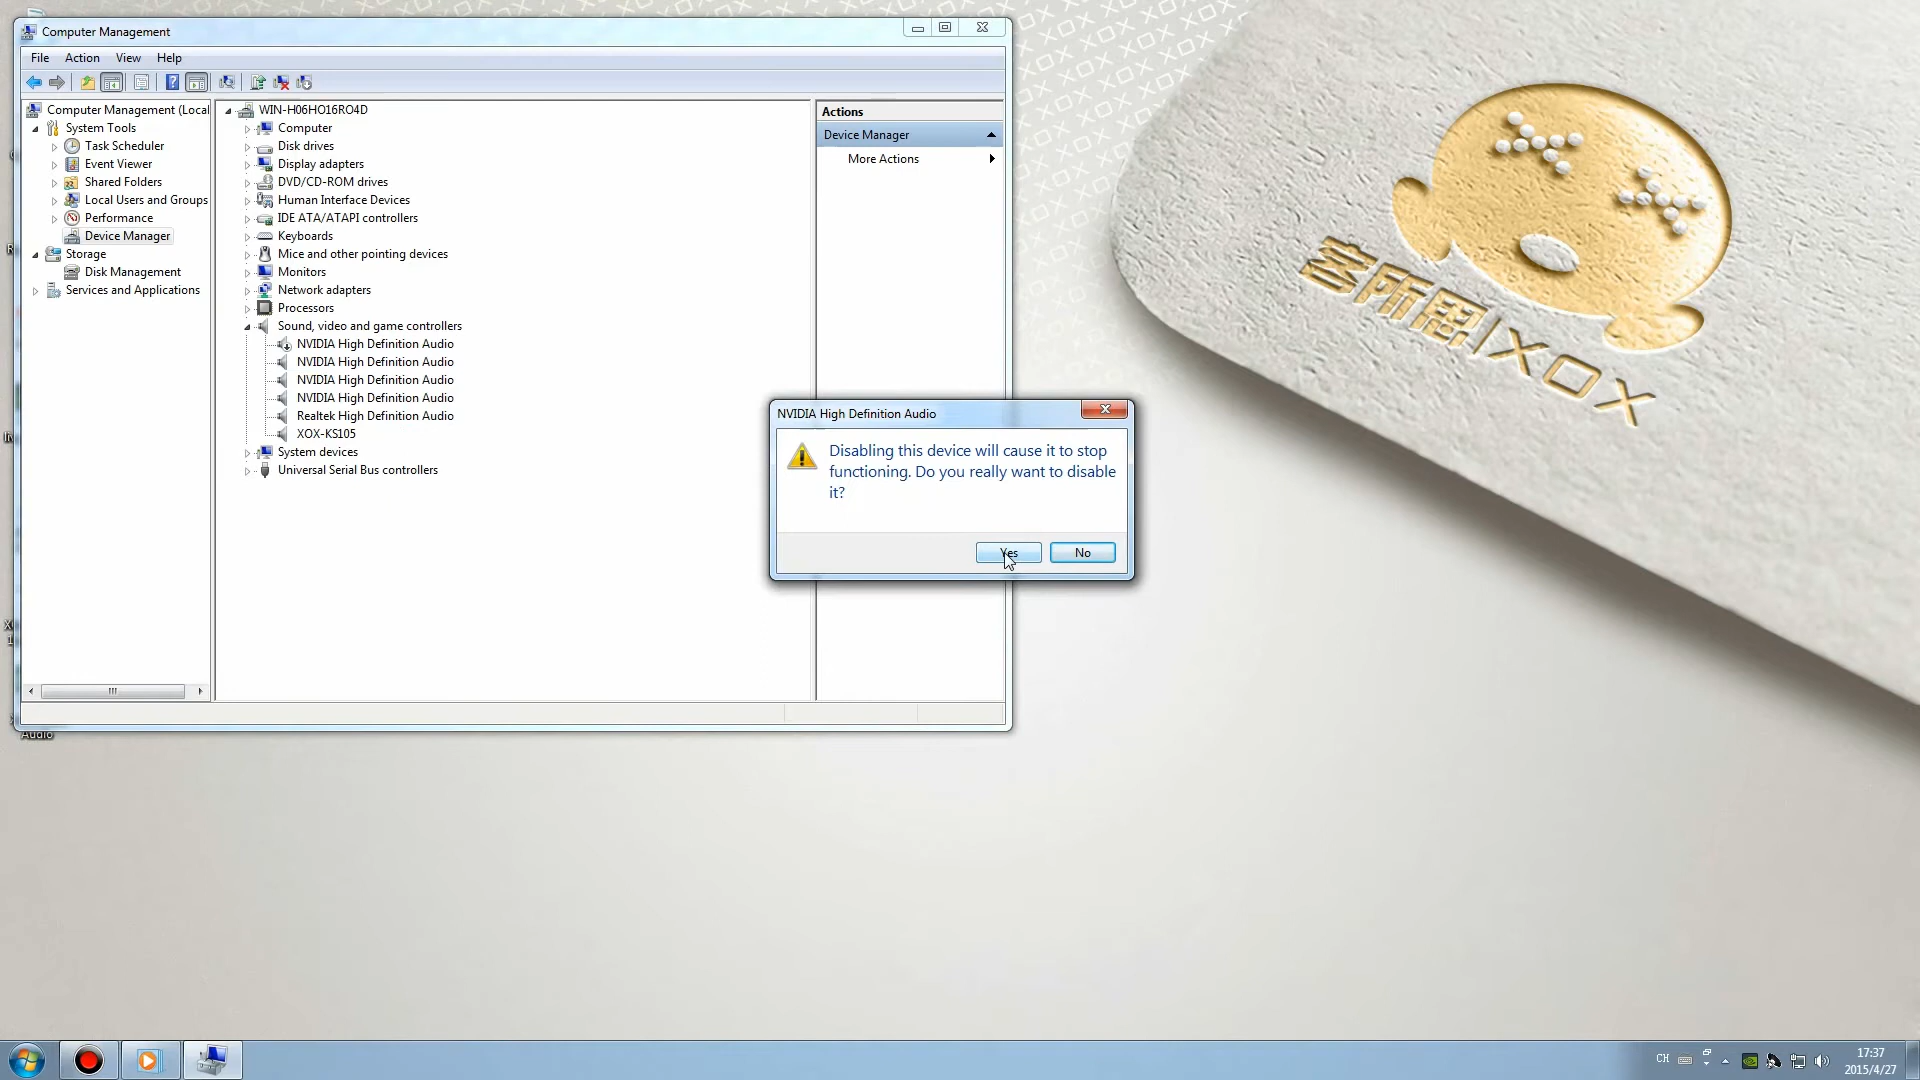 Computer Management
File Action View Help
Computer Management (Local
System Tools
Task Scheduler
Event Viewer
Shared Folders
Local Users and Groups
Performance
Device Manager
Storage
Disk Management
Services and Applications
WIN-H06HO16RO4D
Computer
Disk drives
Display adapters
DVD/CD-ROM drives
Human Interface Devices
IDE ATA/ATAPI controllers
Keyboards
Mice and other pointing devices
Monitors
Network adapters
Processors
Sound, video and game controllers
NVIDIA High Definition Audio
NVIDIA High Definition Audio
NVIDIA High Definition Audio
NVIDIA High Definition Audio
Realtek High Definition Audio
XOX-KS105
System devices
Universal Serial Bus controllers
Actions
Device Manager
More Actions
NVIDIA High Definition Audio
Disabling this device will cause it to stop
functioning. Do you really want to disable
it?
Yes
No
客所思|XOX
Audio
CH
17:37
2015/4/27